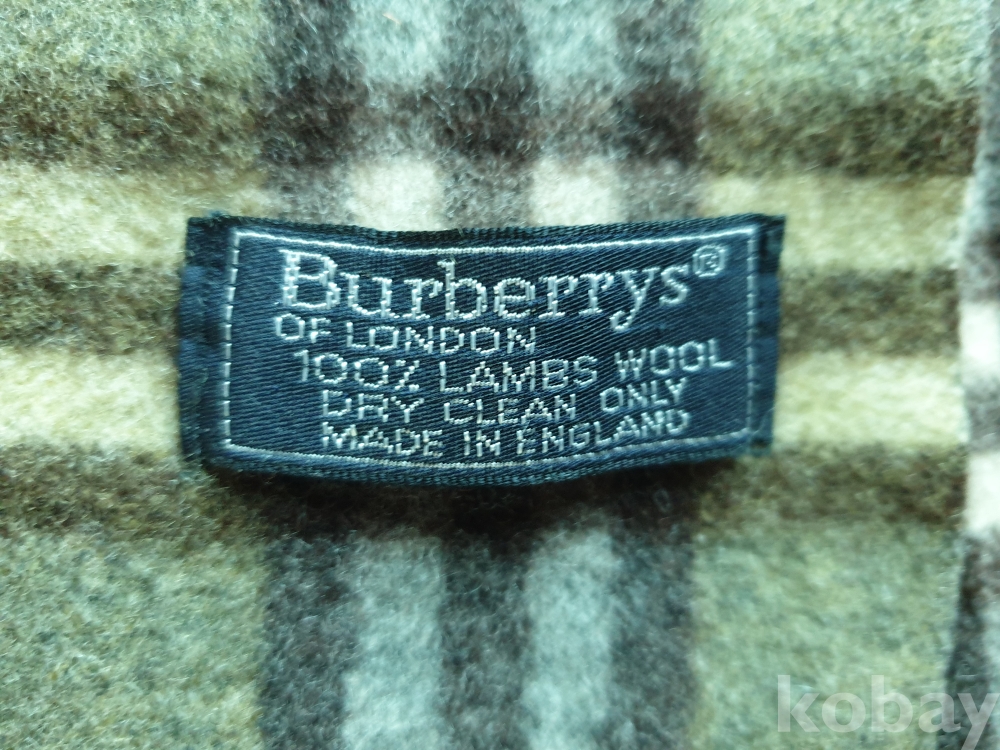 Burberrys®
OF LONDON
100% LAMBS WOOL
DRY CLEAN ONLY
MADE IN ENGLAND
kobay